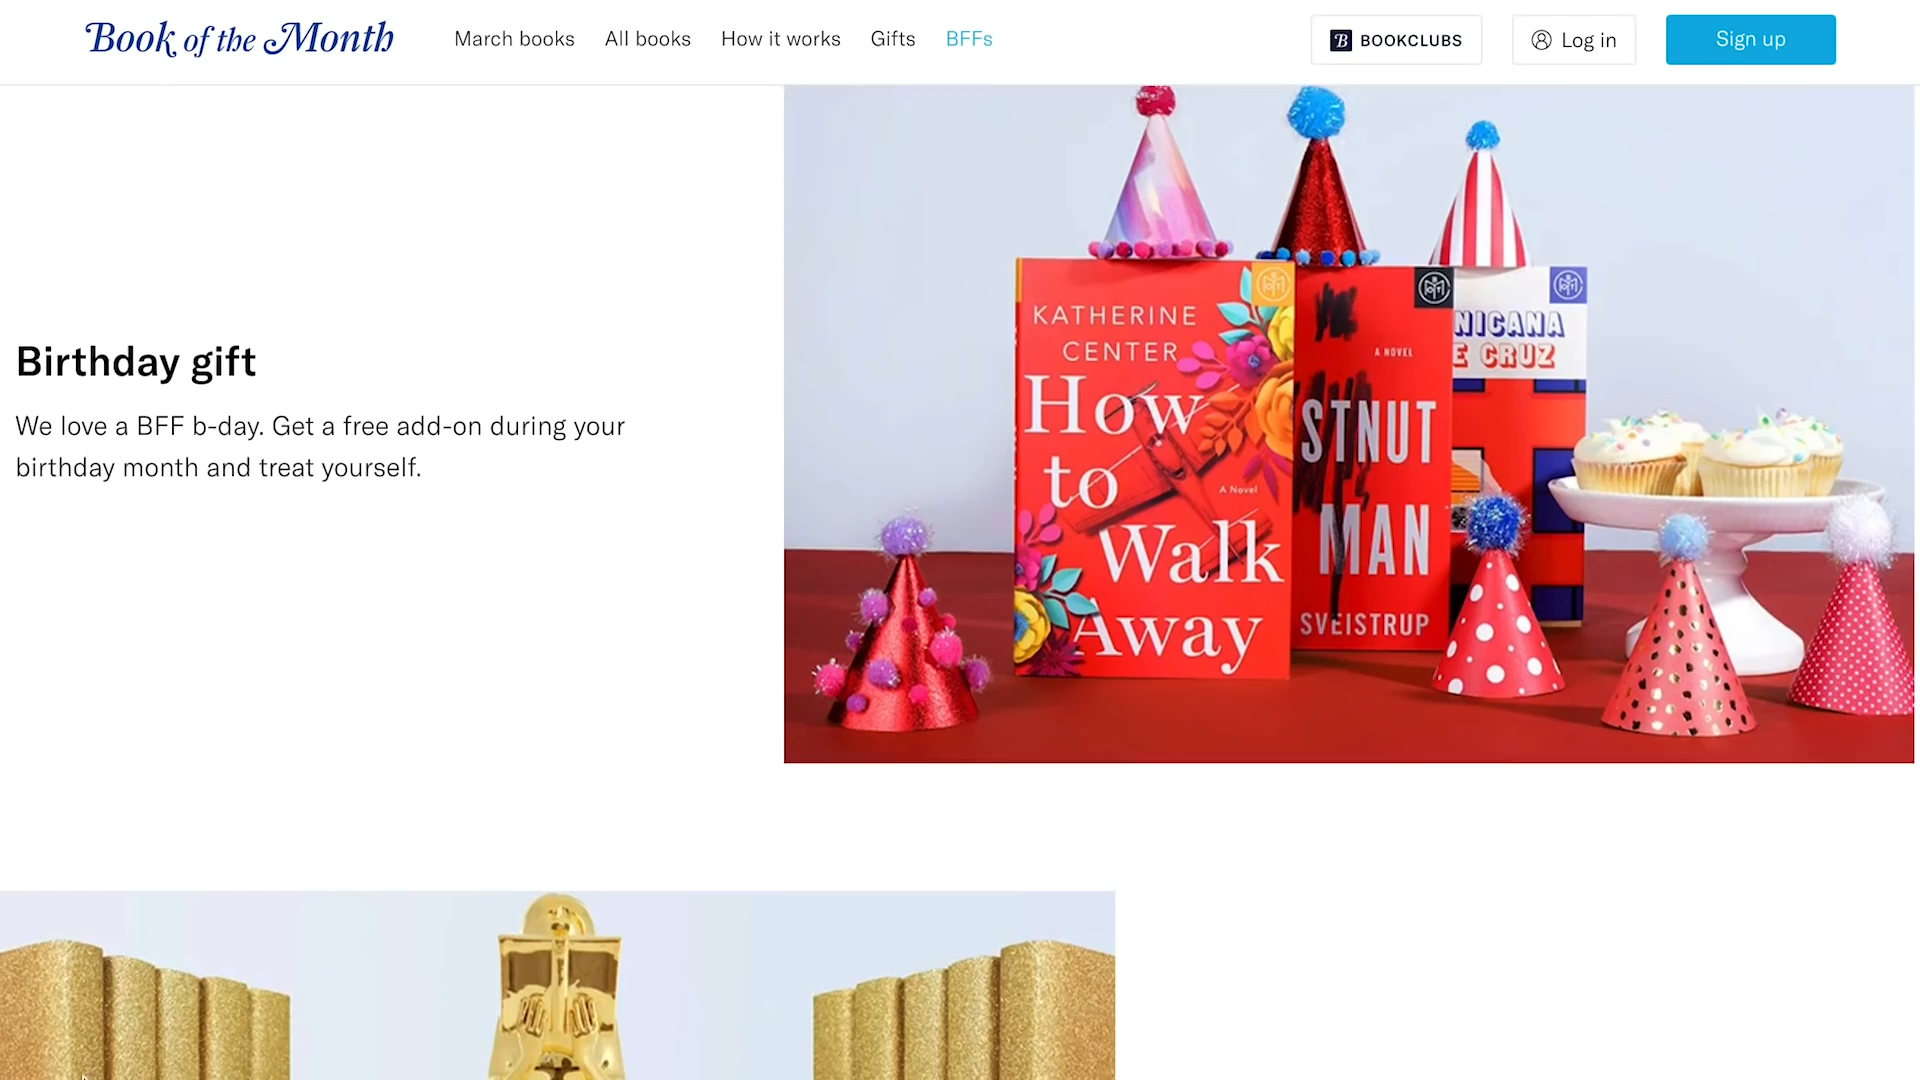 Book of the Month
March books
All books
How it works
Gifts
BFFs
B BOOKCLUBS
Log in
Sign up
Birthday gift
We love a BFF b-day. Get a free add-on during your
birthday month and treat yourself.
KATHERINE
CENTER
How
to
A Novel
Walk
Away
A NOVEL
STNUT
MAN
SVEISTRUP
NICANA
E CRUZ